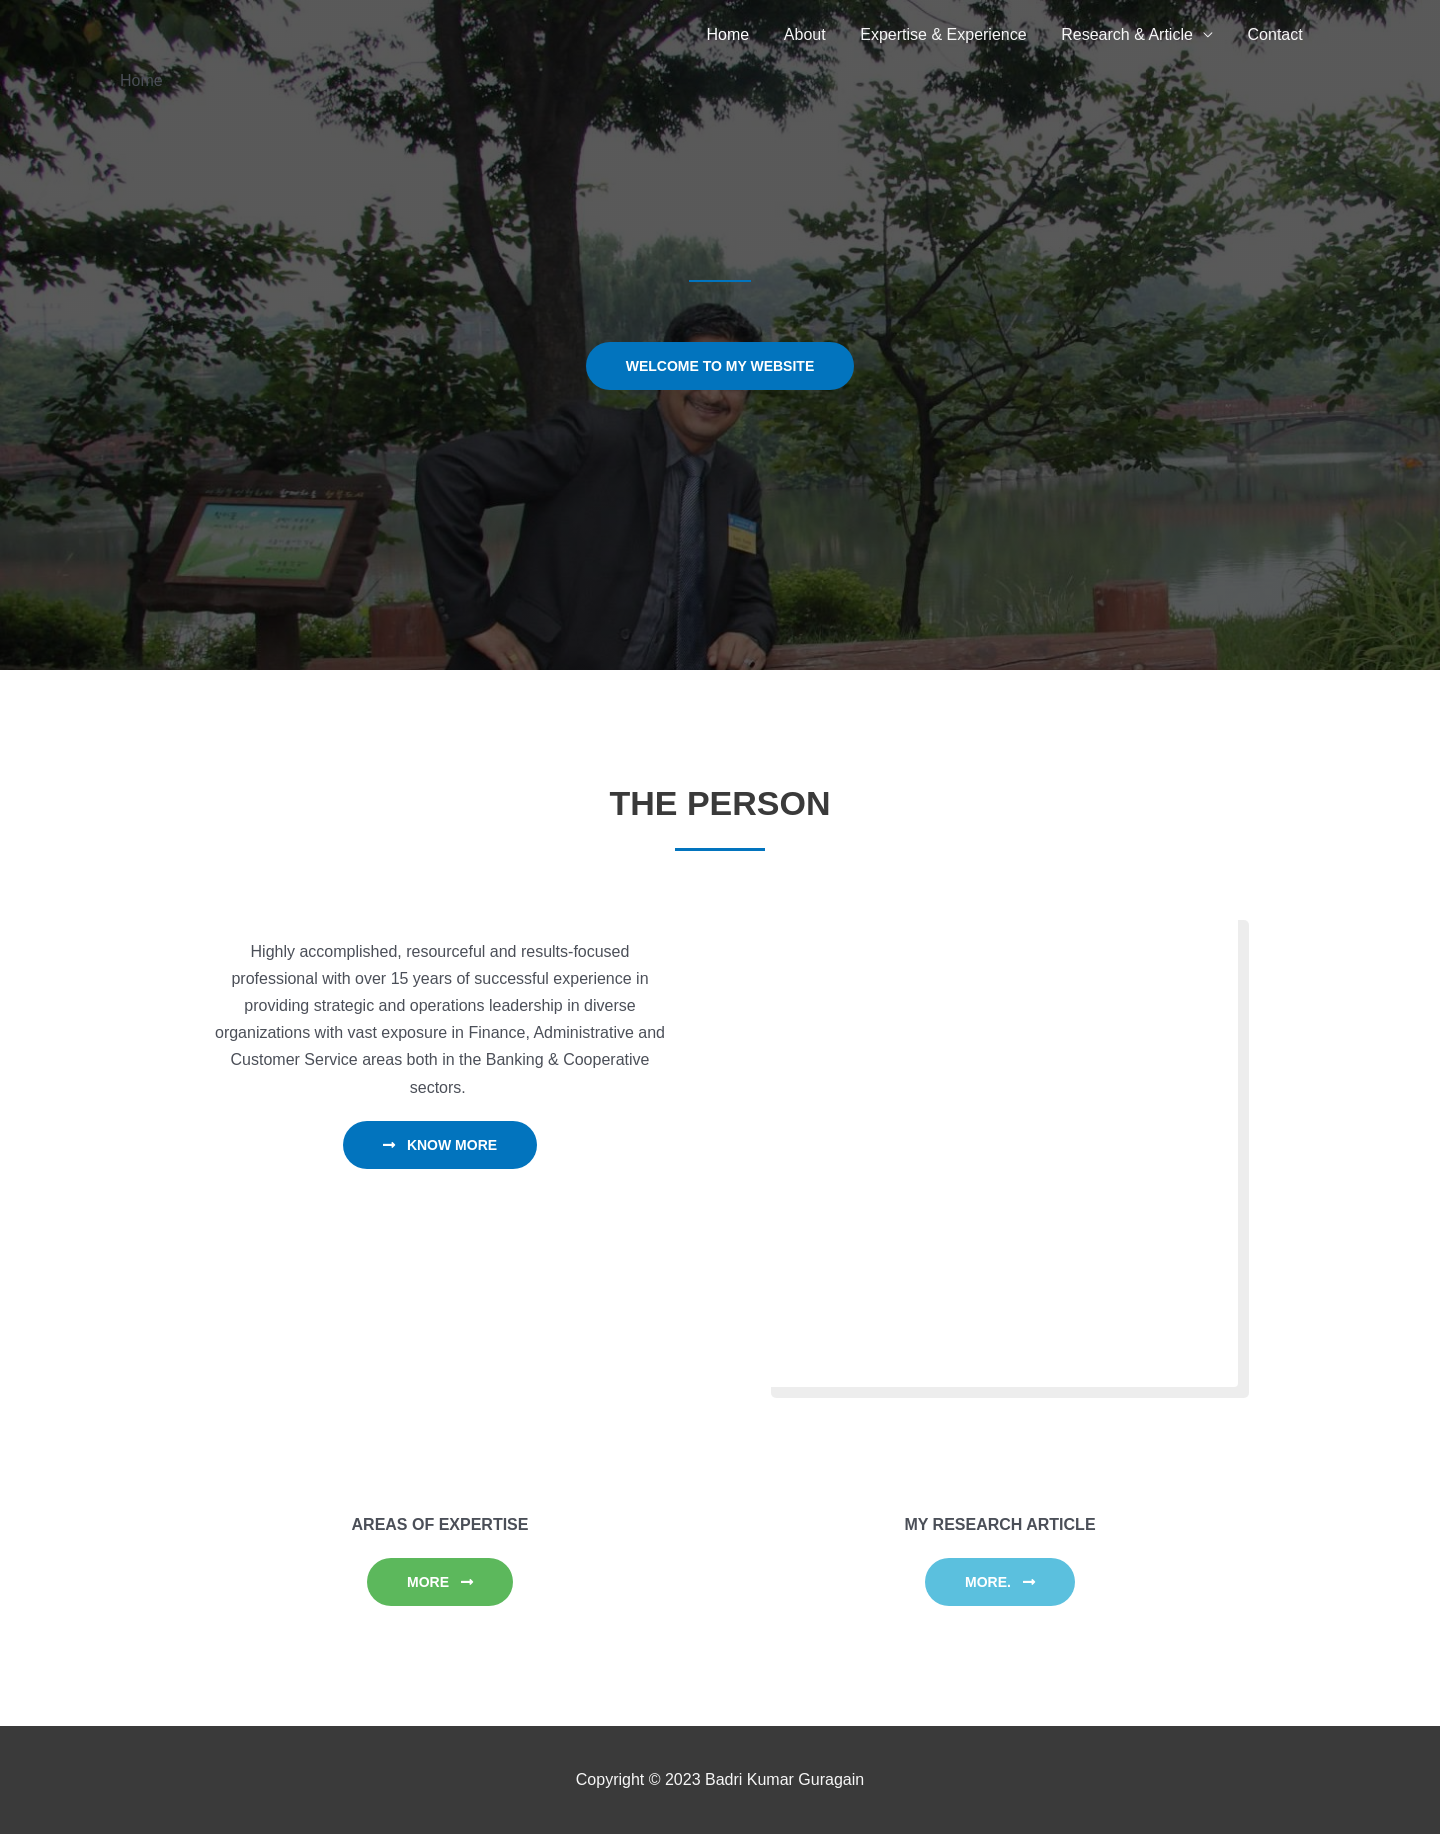 Home About Expertise & Experience Research & Article Contact
Home
WELCOME TO MY WEBSITE
THE PERSON
Highly accomplished, resourceful and results-focused
professional with over 15 years of successful experience in
providing strategic and operations leadership in diverse
organizations with vast exposure in Finance, Administrative and
Customer Service areas both in the Banking & Cooperative
sectors.
KNOW MORE
AREAS OF EXPERTISE
MORE
MY RESEARCH ARTICLE
MORE.
Copyright © 2023 Badri Kumar Guragain